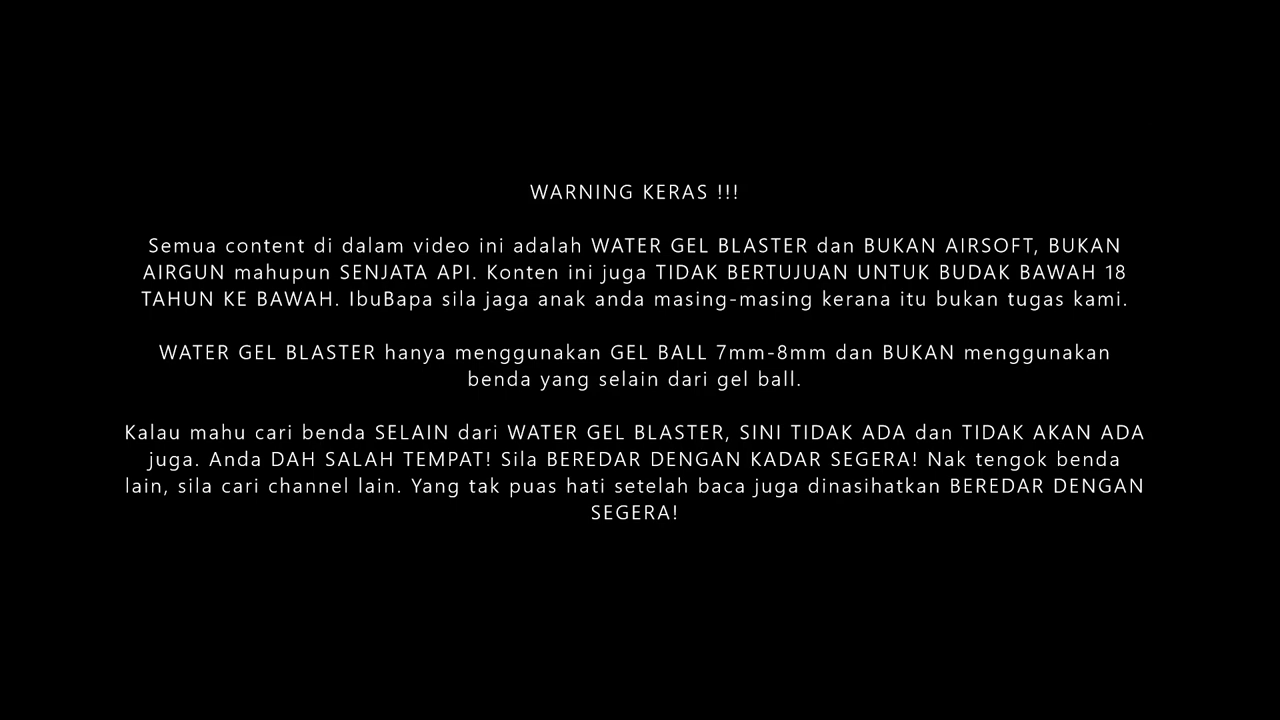 WARNING KERAS !!!
Semua content di dalam video ini adalah WATER GEL BLASTER dan BUKAN AIRSOFT, BUKAN
AIRGUN mahupun SENJATA API. Konten ini juga TIDAK BERTUJUAN UNTUK BUDAK BAWAH 18
TAHUN KE BAWAH. IbuBapa sila jaga anak anda masing-masing kerana itu bukan tugas kami.
WATER GEL BLASTER hanya menggunakan GEL BALL 7mm-8mm dan BUKAN menggunakan
benda yang selain dari gel ball.
Kalau mahu cari benda SELAIN dari WATER GEL BLASTER, SINI TIDAK ADA dan TIDAK AKAN ADA
juga. Anda DAH SALAH TEMPAT! Sila BEREDAR DENGAN KADAR SEGERA! Nak tengok benda
lain, sila cari channel lain. Yang tak puas hati setelah baca juga dinasihatkan BEREDAR DENGAN
SEGERA!